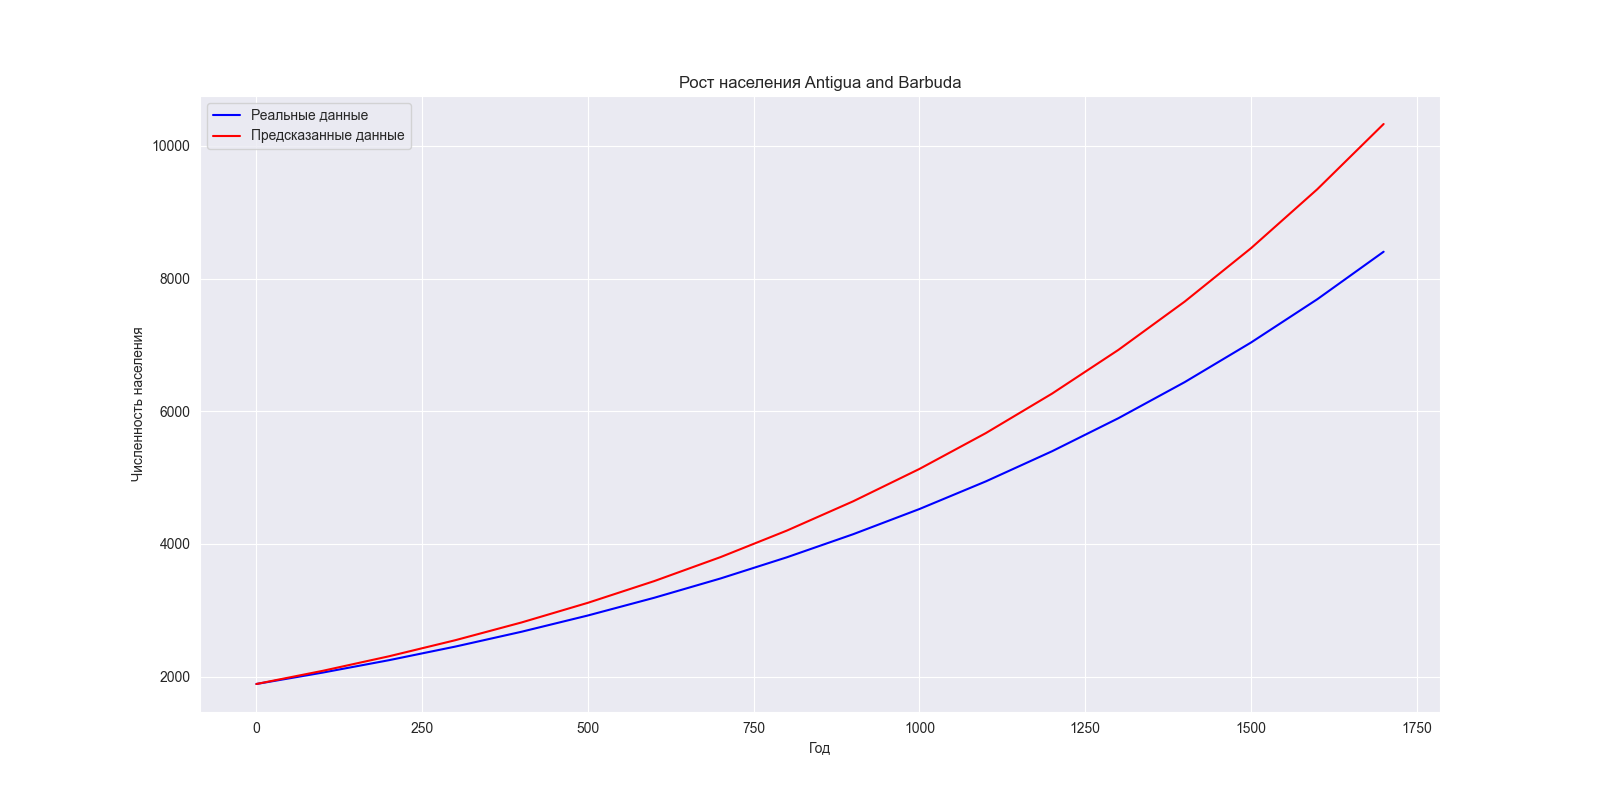 Рост населения Antigua and Barbuda
Реальные данные
Предсказанные данные
10000
8000
6000
4000
2000
Численность населения
0 250 500 750 1000 1250 1500 1750
Год